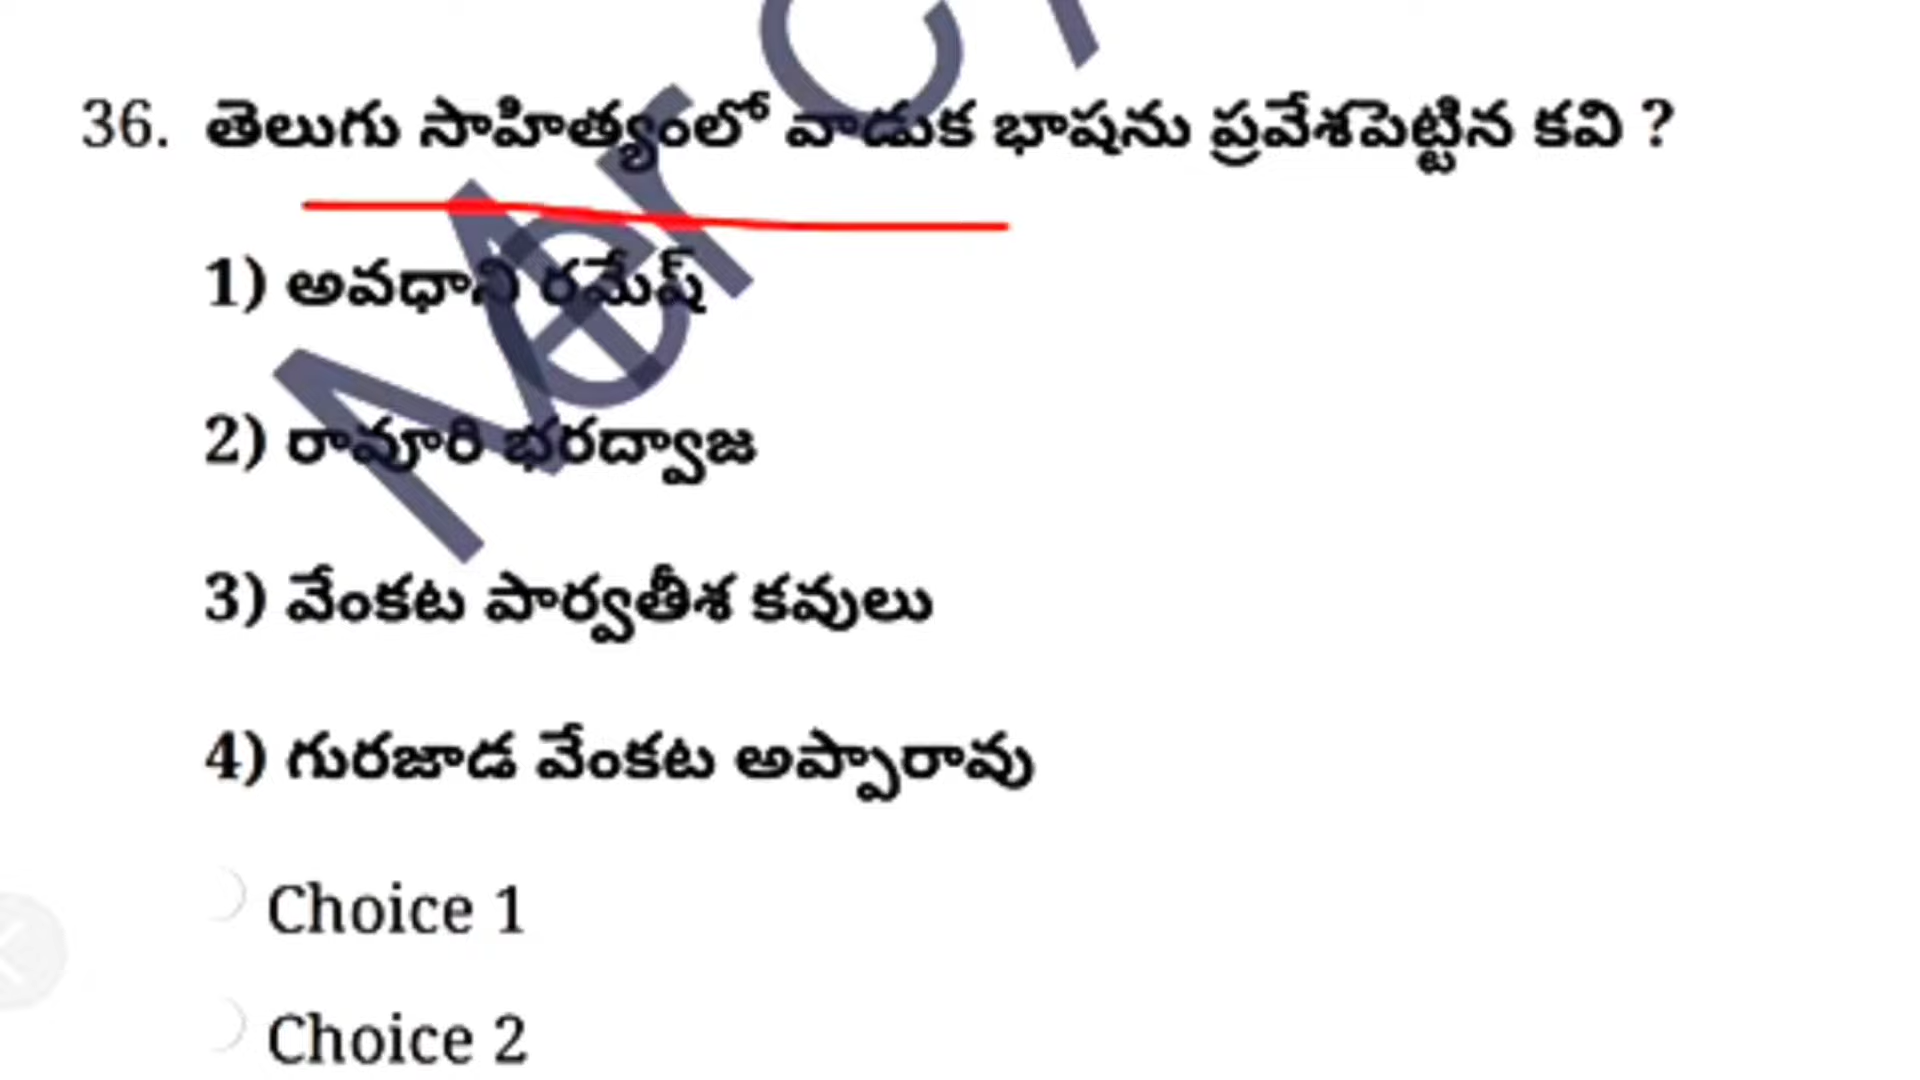 36. తెలుగు సాహిత్యంలో వాడుక భాషను ప్రవేశపెట్టిన కవి ?
1) అవధాని రమేష్
2) రావూరి భరద్వాజ
3) వేంకట పార్వతీశ కవులు
4) గురజాడ వేంకట అప్పారావు
Choice 1
Choice 2